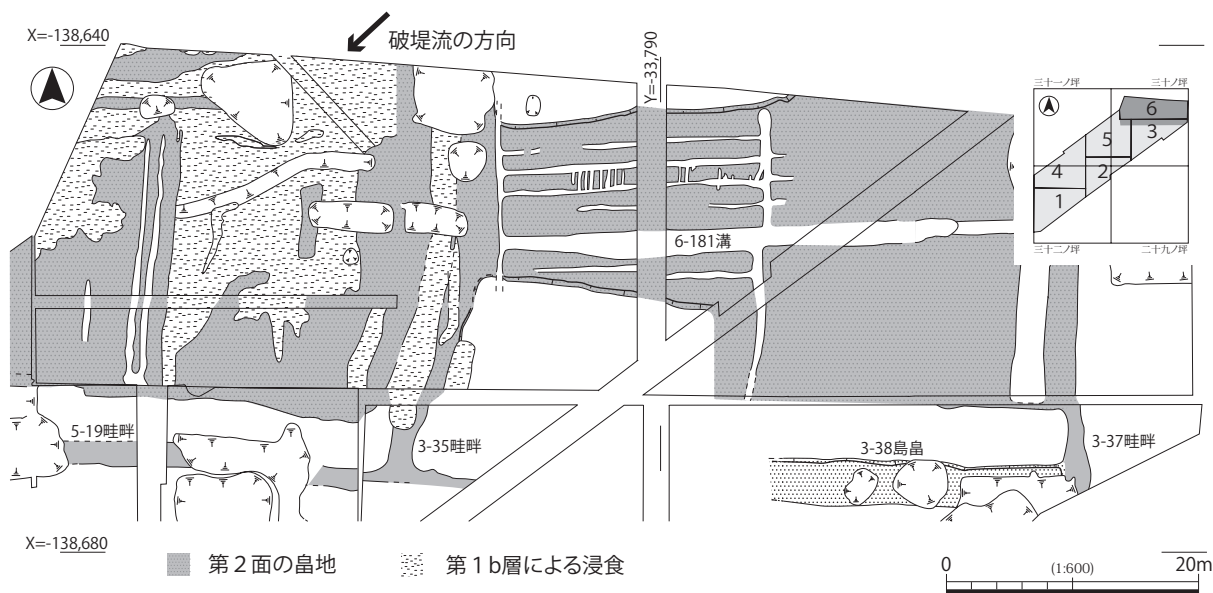 X=-138,640
破堤流の方向
Y=-33,790
三十一ノ坪
三十ノ坪
6
5
3
4
2
1
三十二ノ坪
二十九ノ坪
6-181溝
5-19畦畔
3-35畦畔
3-38島畠
3-37畦畔
X=-138,680
第2面の畠地
第1b層による浸食
0
(1:600)
20m